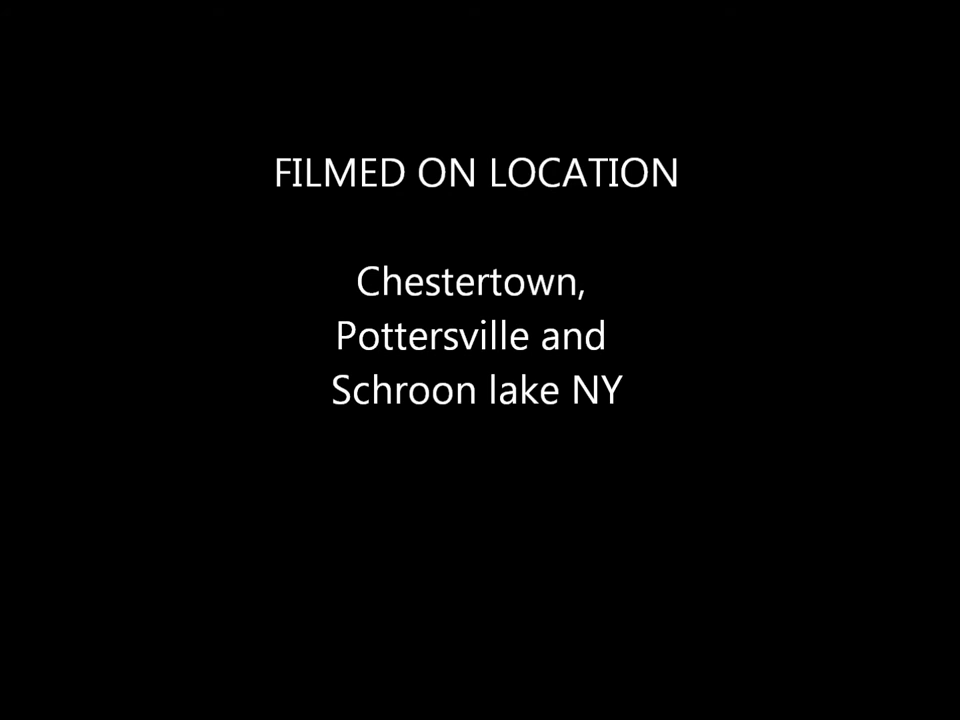 FILMED ON LOCATION
Chestertown,
Pottersville and
Schroon lake NY